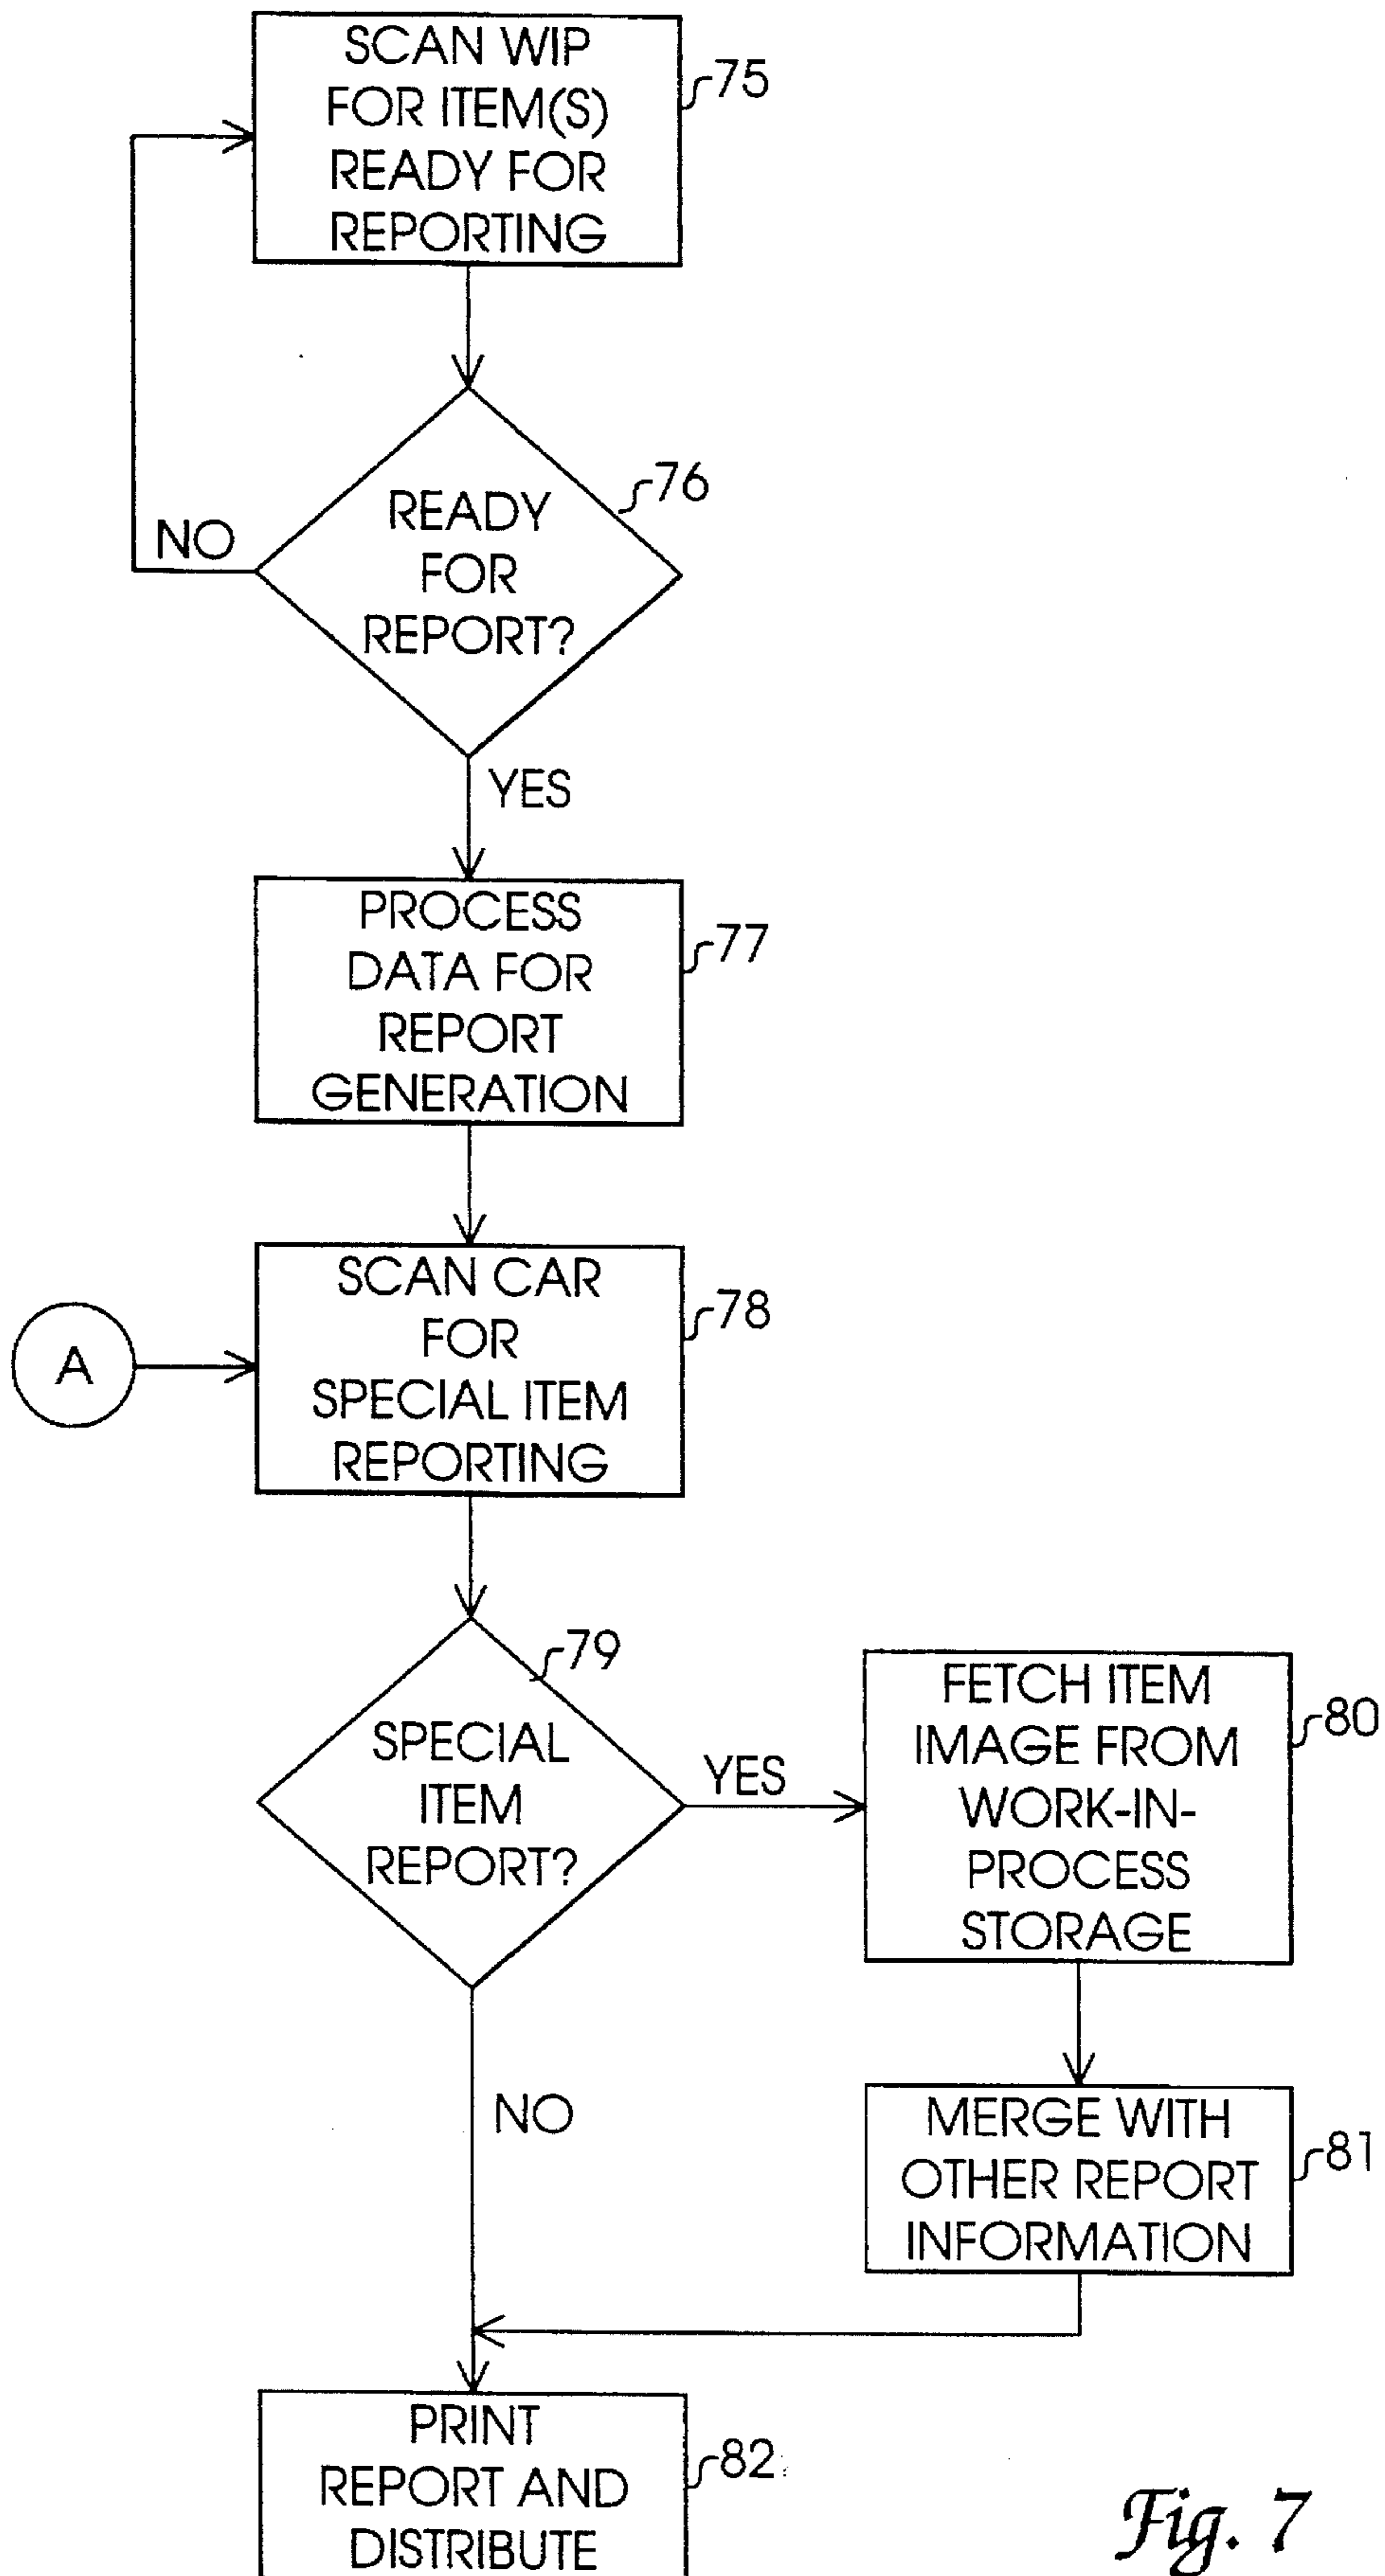 SCAN WIP
FOR ITEM(S)
READY FOR
REPORTING
75
READY
FOR
REPORT?
76
NO
YES
PROCESS
DATA FOR
REPORT
GENERATION
77
A
SCAN CAR
FOR
SPECIAL ITEM
REPORTING
78
SPECIAL
ITEM
REPORT?
79
YES
FETCH ITEM
IMAGE FROM
WORK-IN-
PROCESS
STORAGE
80
NO
MERGE WITH
OTHER REPORT
INFORMATION
81
PRINT
REPORT AND
DISTRIBUTE
82
Fig. 7